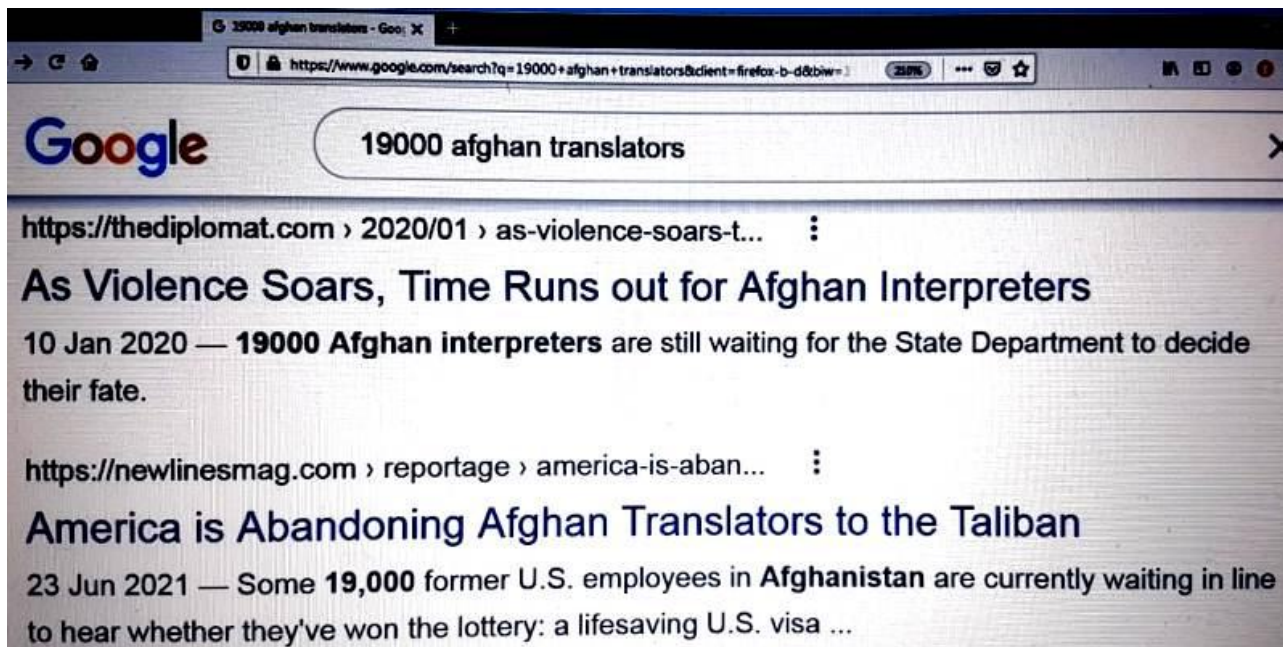 G 19000 afghan translators - Goo
https://www.google.com/search?q=19000+afghan+translators&client=firefox-b-d&biw=1
250%
Google
19000 afghan translators
https://thediplomat.com › 2020/01 › as-violence-soars-t...
As Violence Soars, Time Runs out for Afghan Interpreters
10 Jan 2020 — 19000 Afghan interpreters are still waiting for the State Department to decide
their fate.
https://newlinesmag.com › reportage › america-is-aban...
America is Abandoning Afghan Translators to the Taliban
23 Jun 2021 — Some 19,000 former U.S. employees in Afghanistan are currently waiting in line
to hear whether they've won the lottery: a lifesaving U.S. visa ...